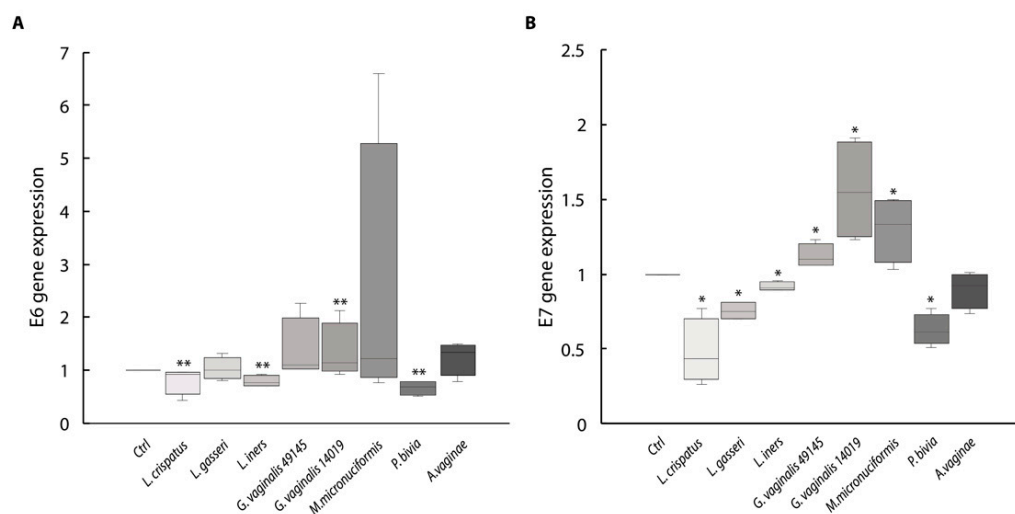 A
E6 gene expression
7
6
5
4
3
2
1
0
**
**
**
**
Ctrl
L.crispatus
L. gasseri
L. iners
G. vaginalis 49145
G. vaginalis 14019
M.micronuciformis
P. bivia
A.vaginae
B
E7 gene expression
2.5
2
1.5
1
0.5
0
*
*
*
*
*
*
*
Ctrl
L.crispatus
L. gasseri
L. iners
G. vaginalis 49145
G. vaginalis 14019
M.micronuciformis
P. bivia
A.vaginae